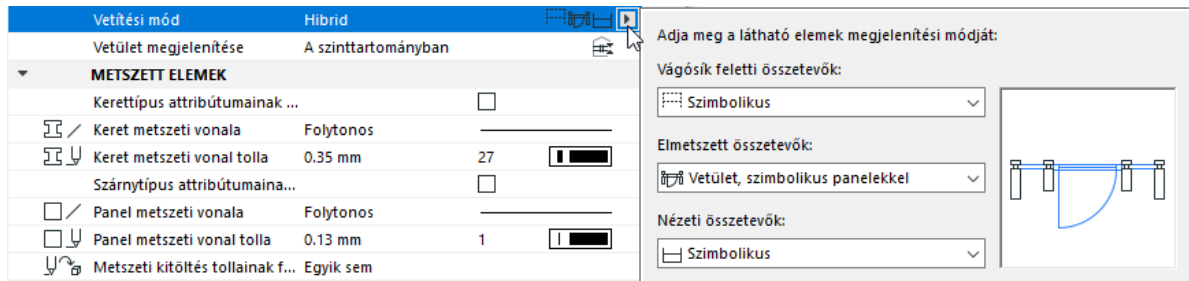 Vetítési mód Hibrid
Vetület megjelenítése A szinttartományban
METSZETT ELEMEK
Kerettípus attribútumainak ...
Keret metszeti vonala Folytonos
Keret metszeti vonal tolla 0.35 mm 27
Szárnytípus attribútumaina...
Panel metszeti vonala Folytonos
Panel metszeti vonal tolla 0.13 mm 1
Metszeti kitöltés tollainak f... Egyik sem
Adja meg a látható elemek megjelenítési módját:
Vágósík feletti összetevők:
Szimbolikus
Elmetszett összetevők:
Vetület, szimbolikus panelekkel
Nézeti összetevők:
Szimbolikus